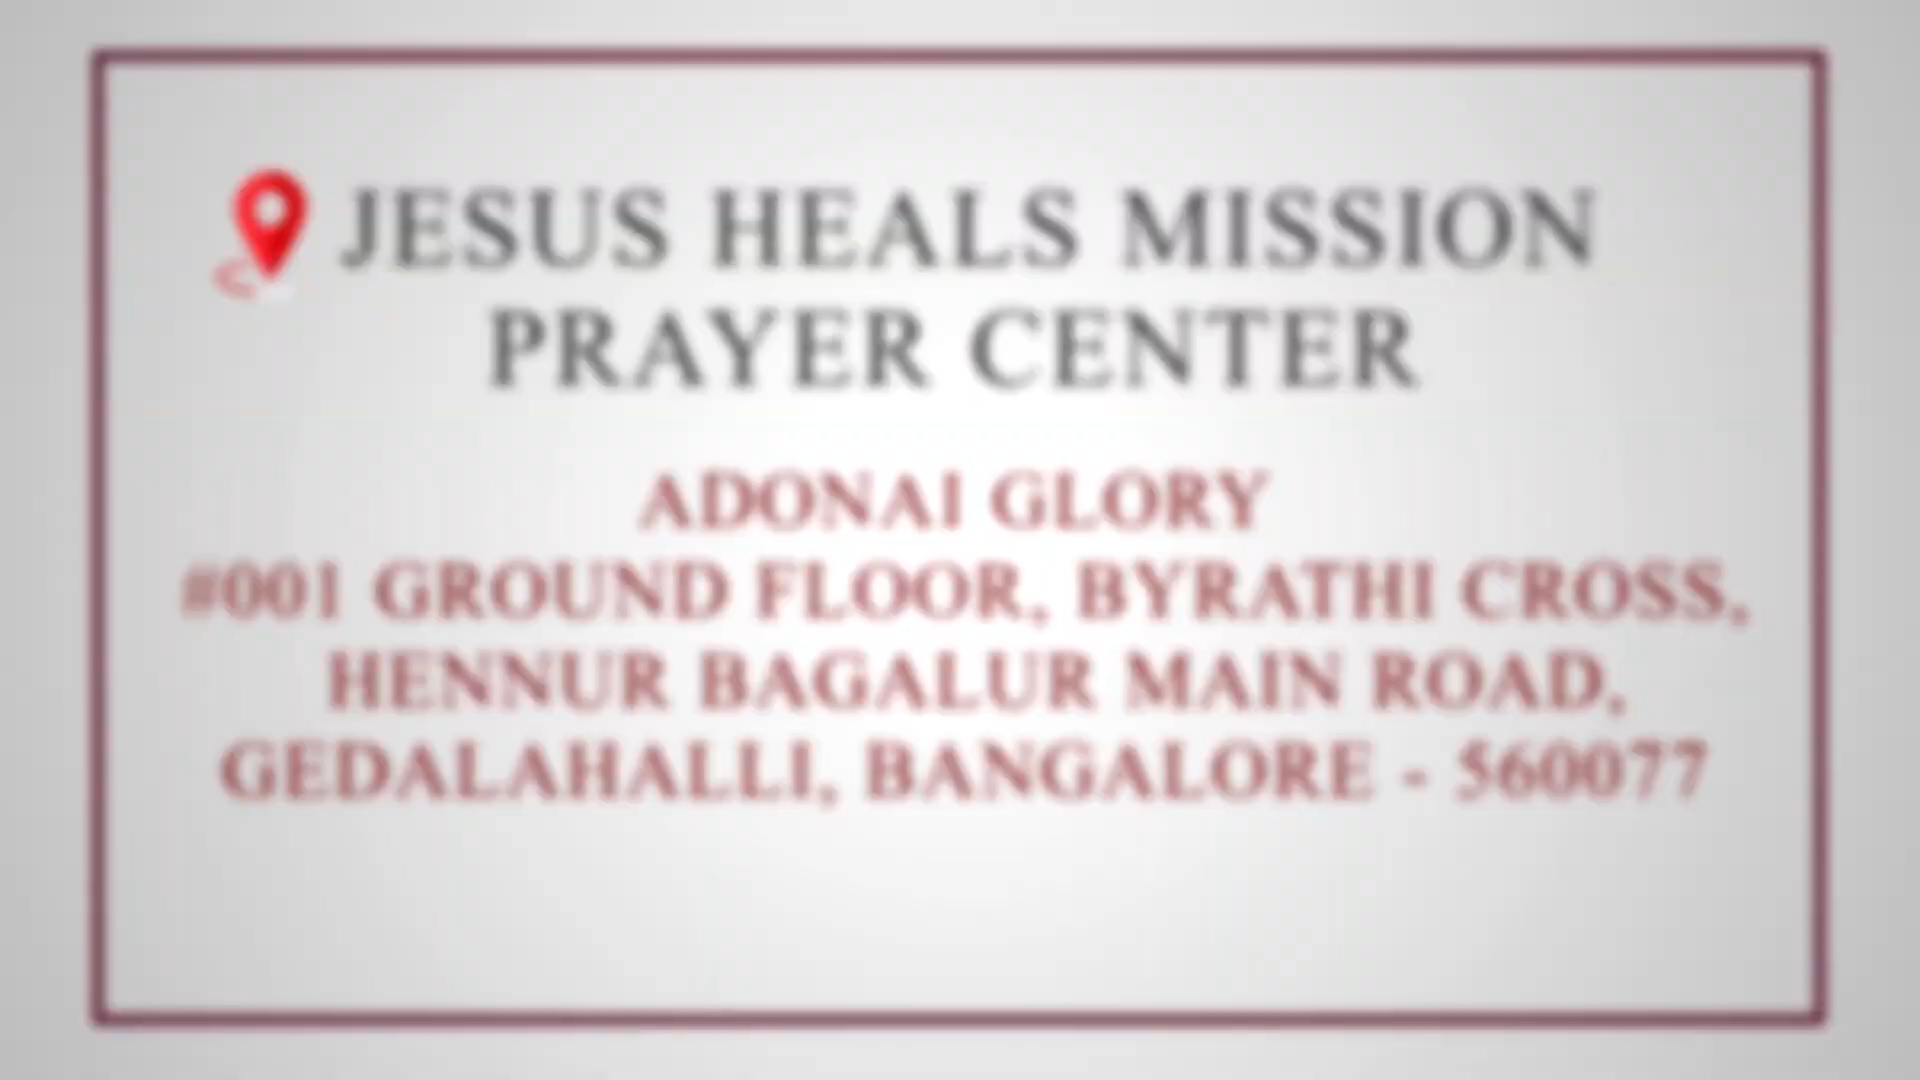 JESUS HEALS MISSION
PRAYER CENTER
ADONAI GLORY
#001 GROUND FLOOR, BYRATHI CROSS,
HENNUR BAGALUR MAIN ROAD,
GEDALAHALLI, BANGALORE - 560077